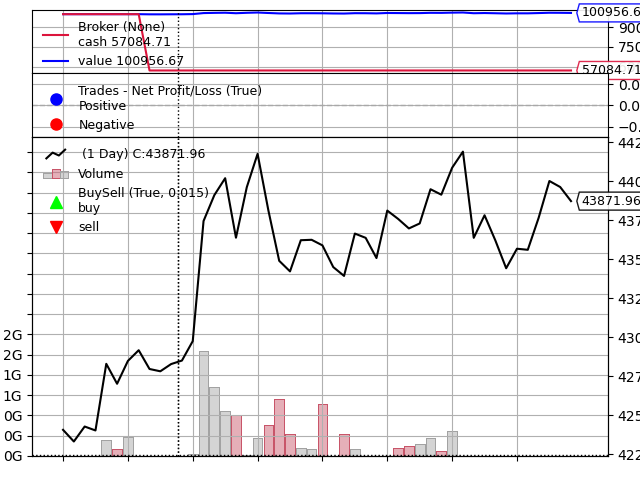 Broker (None)
cash 57084.71
value 100956.67
100956.6
900
750
57084.71
Trades - Net Profit/Loss (True)
Positive
Negative
0.0
0.0
−0.
(1 Day) C:43871.96
Volume
BuySell (True, 0.015)
buy
sell
442
440
43871.96
437
435
432
430
427
425
422
2G
2G
1G
1G
0G
0G
0G